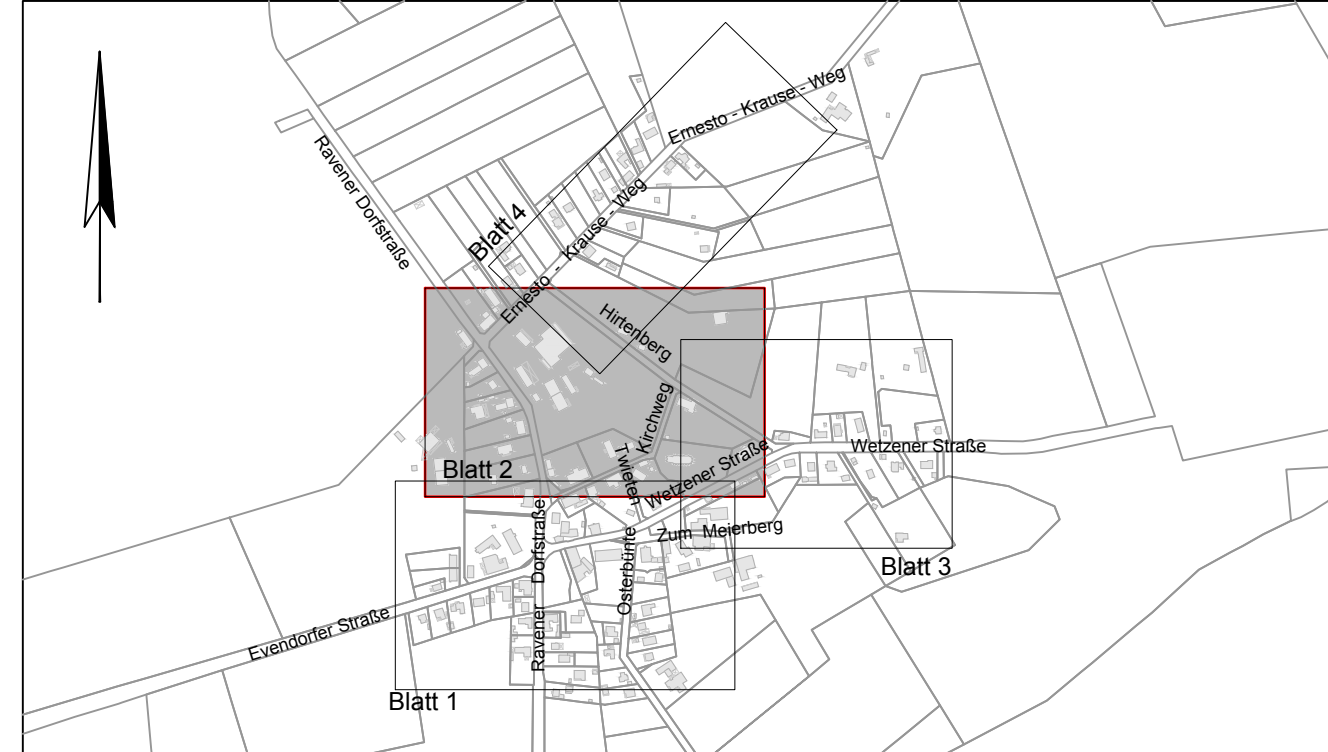 Ernesto - Krause - Weg
Ravener Dorfstraße
Blatt 4
Ernesto - Krause - Weg
Hirtenberg
Kirchweg
Twieten
Wetzener Straße
Wetzener Straße
Blatt 2
Zum Meierberg
Ravener Dorfstraße
Osterbünte
Blatt 3
Evendorfer Straße
Blatt 1